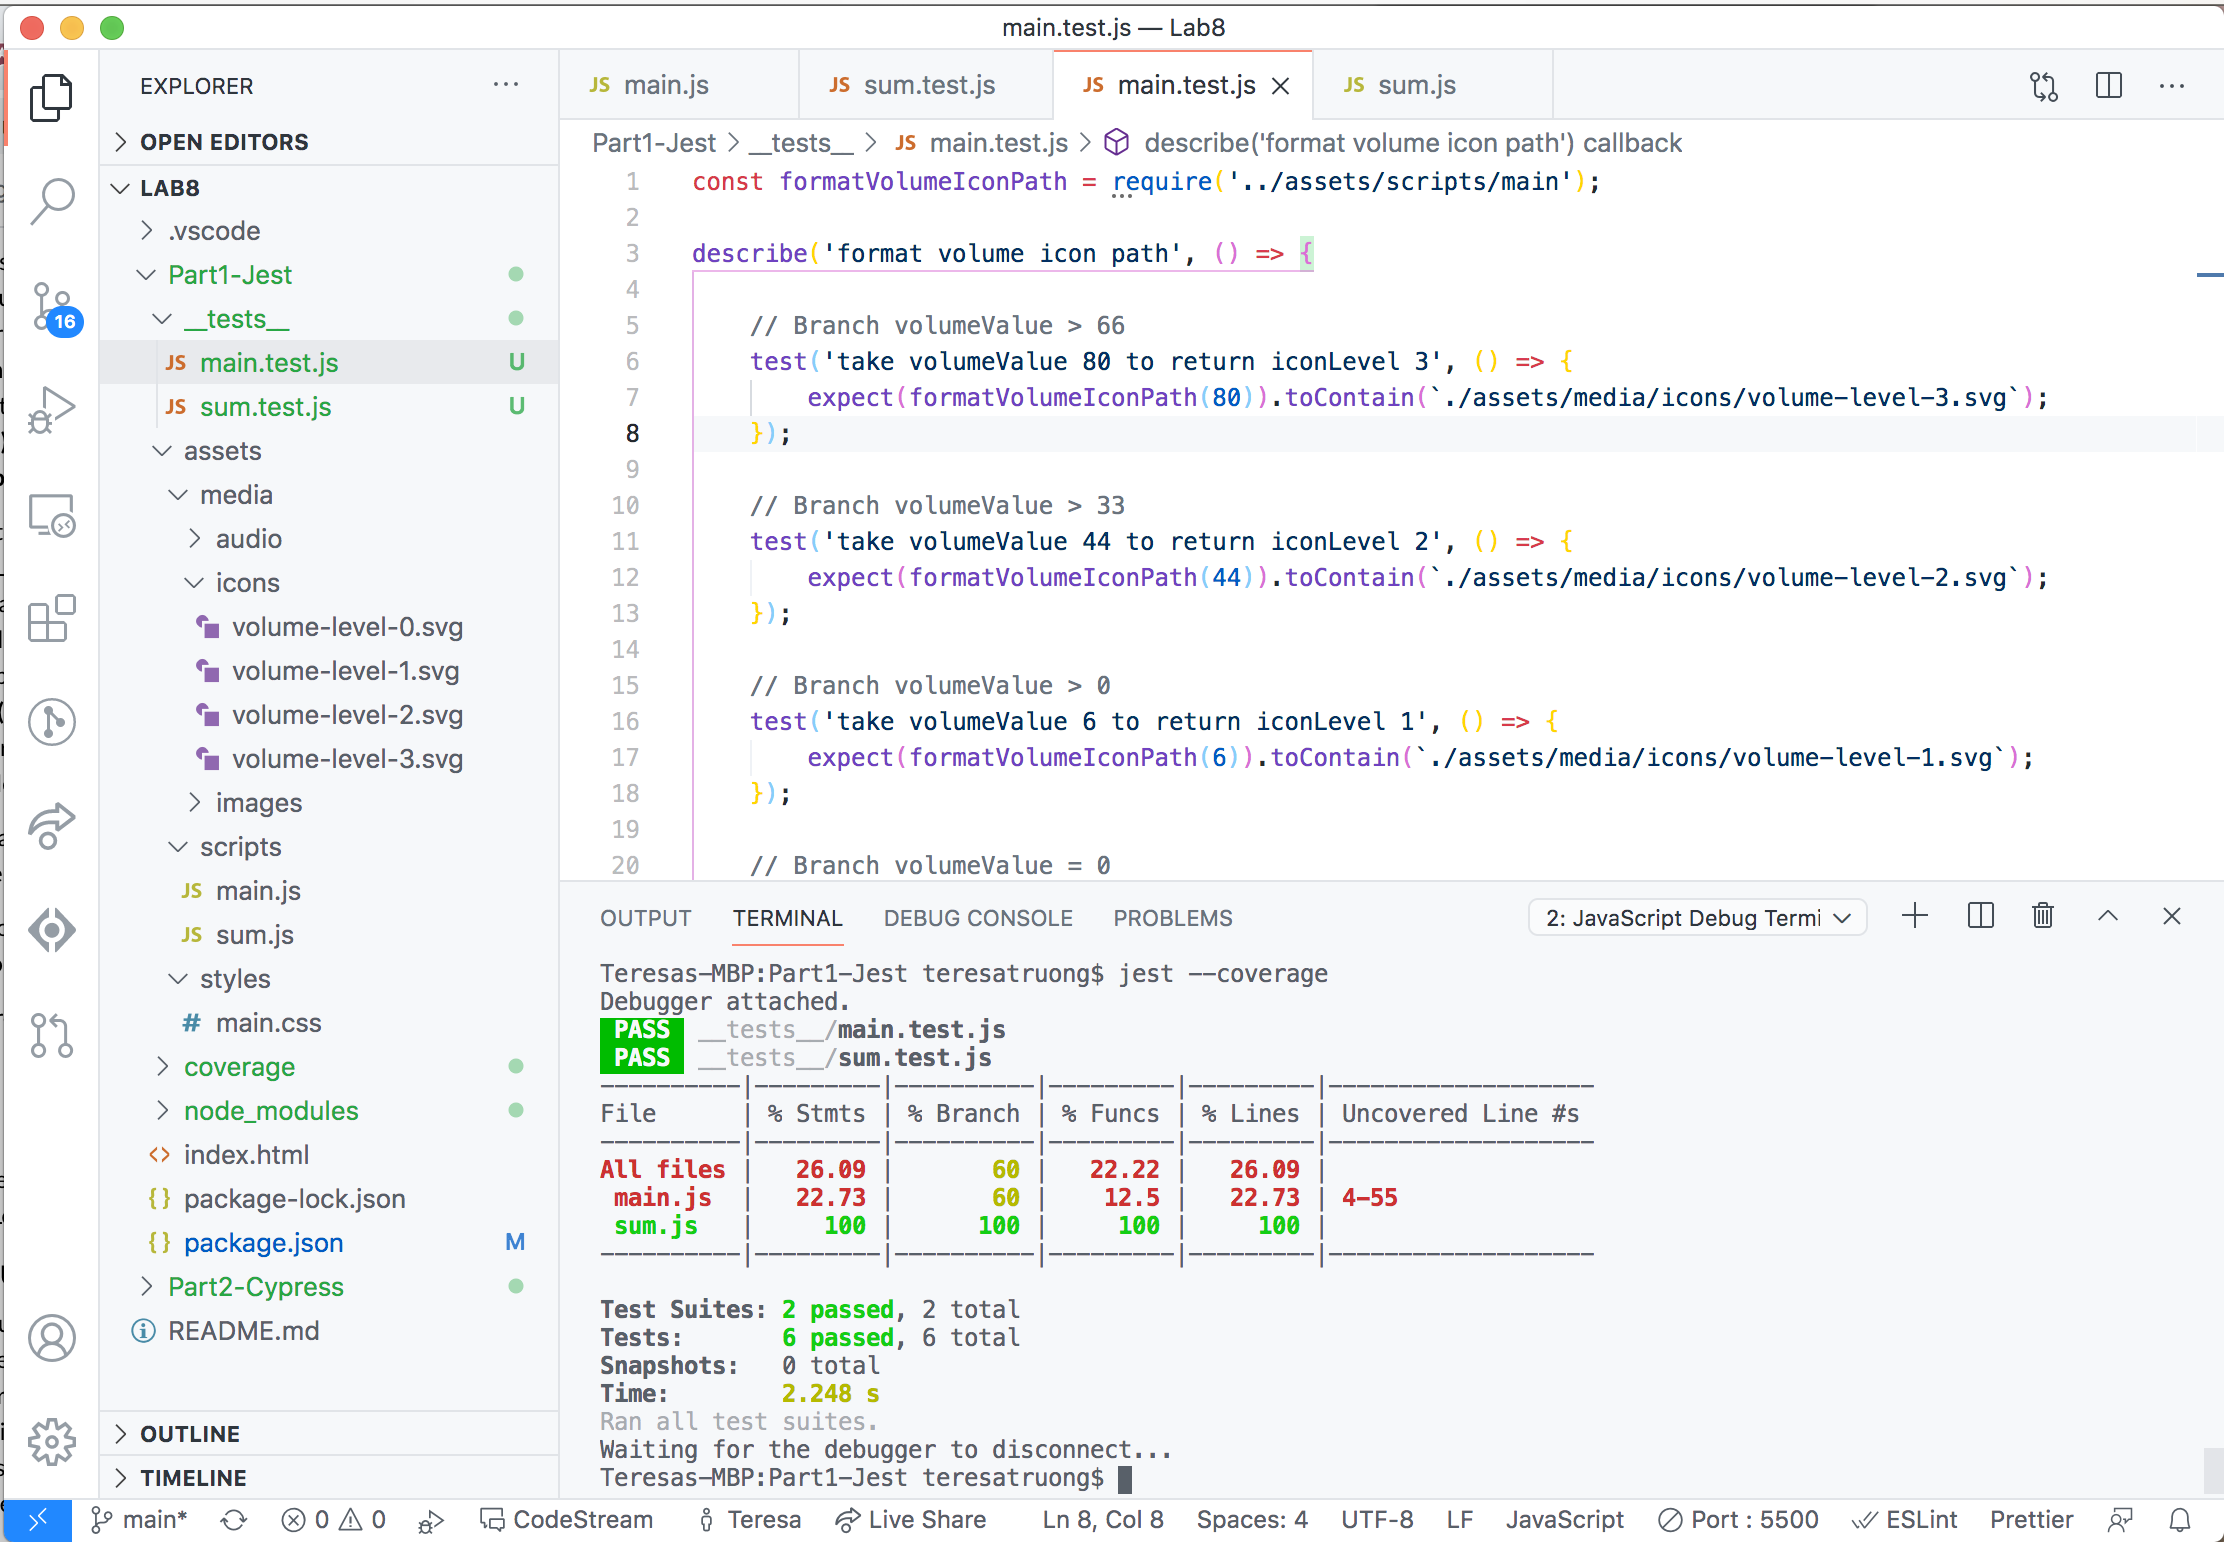 main.test.js — Lab8
EXPLORER
OPEN EDITORS
LAB8
.vscode
Part1-Jest
__tests__
main.test.js U
sum.test.js U
assets
media
audio
icons
volume-level-0.svg
volume-level-1.svg
volume-level-2.svg
volume-level-3.svg
images
scripts
JS main.js
JS sum.js
styles
# main.css
coverage
node_modules
<> index.html
{} package-lock.json
{} package.json M
Part2-Cypress
README.md
OUTLINE
TIMELINE
16
JS main.js JS sum.test.js JS main.test.js JS sum.js
Part1-Jest > __tests__ > JS main.test.js > describe('format volume icon path') callback
1 const formatVolumeIconPath = require('../assets/scripts/main');
2
3 describe('format volume icon path', () => {
4
5 // Branch volumeValue > 66
6 test('take volumeValue 80 to return iconLevel 3', () => {
7 expect(formatVolumeIconPath(80)).toContain(`./assets/media/icons/volume-level-3.svg`);
8 });
9
10 // Branch volumeValue > 33
11 test('take volumeValue 44 to return iconLevel 2', () => {
12 expect(formatVolumeIconPath(44)).toContain(`./assets/media/icons/volume-level-2.svg`);
13 });
14
15 // Branch volumeValue > 0
16 test('take volumeValue 6 to return iconLevel 1', () => {
17 expect(formatVolumeIconPath(6)).toContain(`./assets/media/icons/volume-level-1.svg`);
18 });
19
20 // Branch volumeValue = 0
OUTPUT TERMINAL DEBUG CONSOLE PROBLEMS 2: JavaScript Debug Termi
Teresas-MBP:Part1-Jest teresatruong$ jest --coverage
Debugger attached.
PASS __tests__/main.test.js
PASS __tests__/sum.test.js
----------|---------|----------|---------|---------|-------------------
File | % Stmts | % Branch | % Funcs | % Lines | Uncovered Line #s
----------|---------|----------|---------|---------|-------------------
All files | 26.09 | 60 | 22.22 | 26.09 |
main.js | 22.73 | 60 | 12.5 | 22.73 | 4-55
sum.js | 100 | 100 | 100 | 100 |
----------|---------|----------|---------|---------|-------------------
Test Suites: 2 passed, 2 total
Tests: 6 passed, 6 total
Snapshots: 0 total
Time: 2.248 s
Ran all test suites.
Waiting for the debugger to disconnect...
Teresas-MBP:Part1-Jest teresatruong$
main* 0 0 CodeStream Teresa Live Share Ln 8, Col 8 Spaces: 4 UTF-8 LF JavaScript Port : 5500 ESLint Prettier